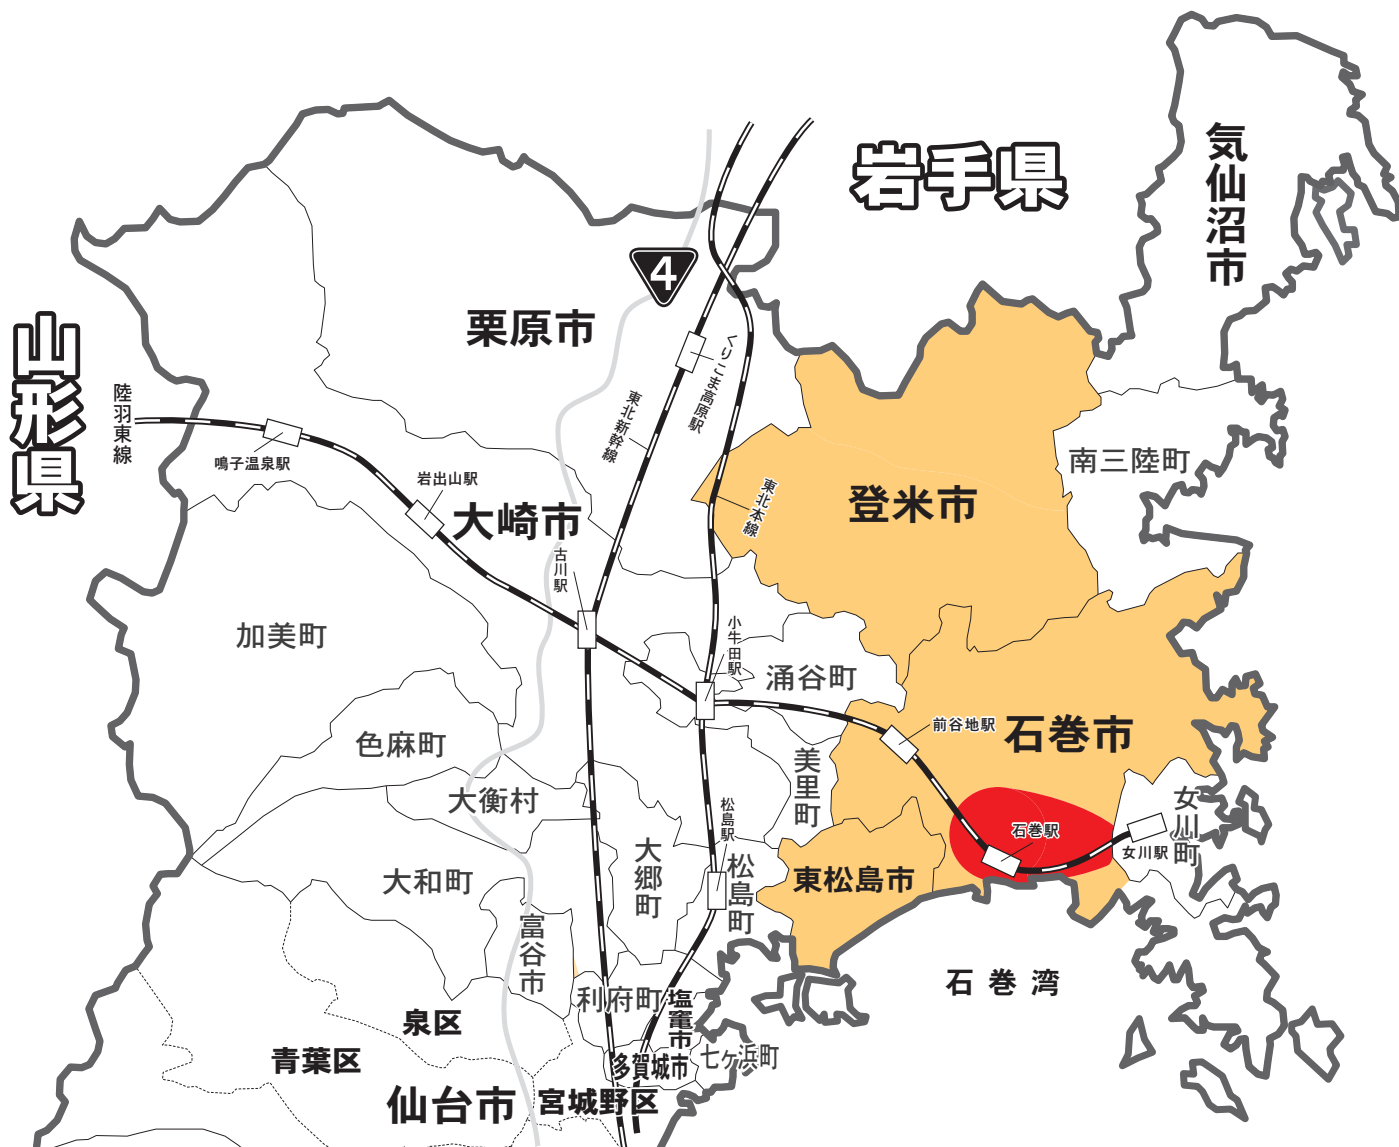 岩手県
気仙沼市
4
栗原市
山形県
くりこま高原駅
陸羽東線
東北新幹線
鳴子温泉駅
岩出山駅
南三陸町
大崎市
東北本線
登米市
古川駅
加美町
小牛田駅
涌谷町
前谷地駅
石巻市
色麻町
美里町
大衡村
松島駅
女川町
石巻駅
女川駅
大郷町
大和町
松島町
東松島市
富谷市
石巻湾
利府町
塩竈市
泉区
七ヶ浜町
青葉区
多賀城市
仙台市
宮城野区